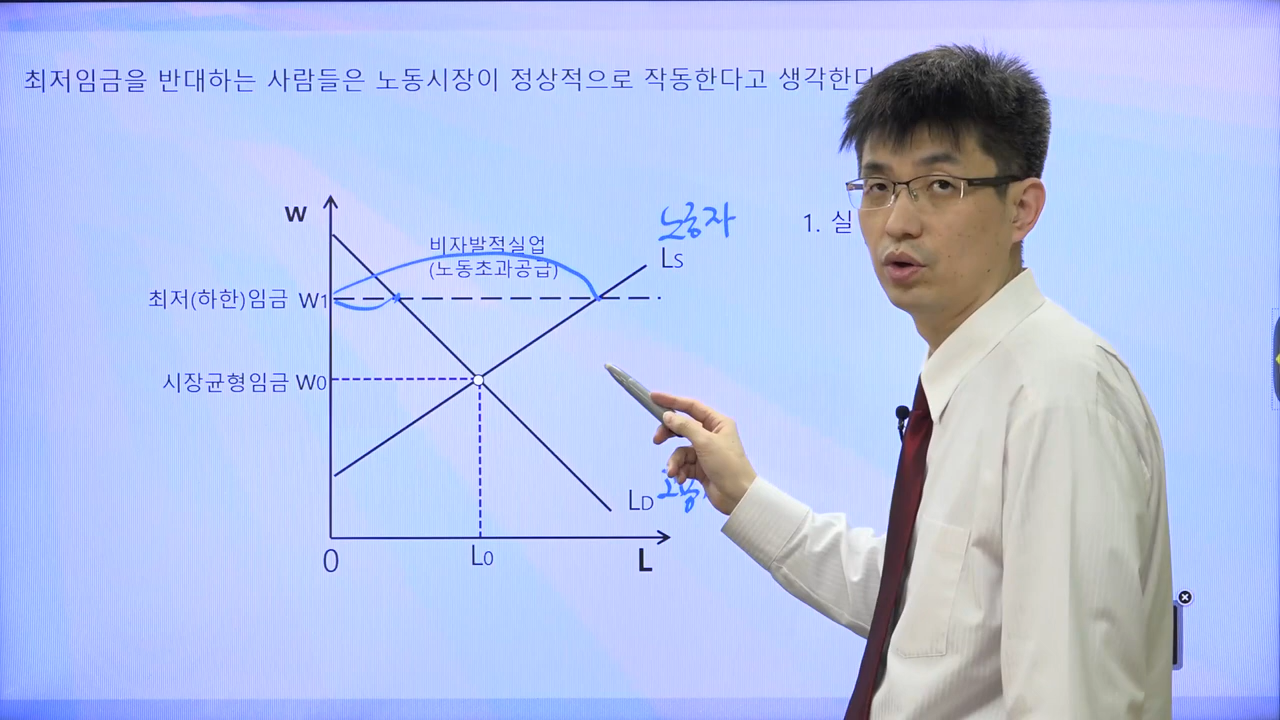 최저임금을 반대하는 사람들은 노동시장이 정상적으로 작동한다고 생각한다
w
노동자
1. 실
비자발적실업
(노동초과공급)
LS
최저(하한)임금 W1
시장균형임금 W0
LD
0
L0
L